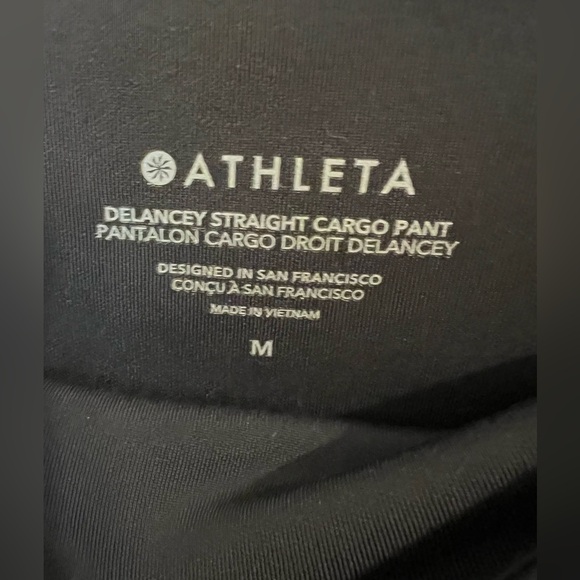 ATHLETA
DELANCEY STRAIGHT CARGO PANT
PANTALON CARGO DROIT DELANCEY
DESIGNED IN SAN FRANCISCO
CONÇU À SAN FRANCISCO
MADE IN VIETNAM
M